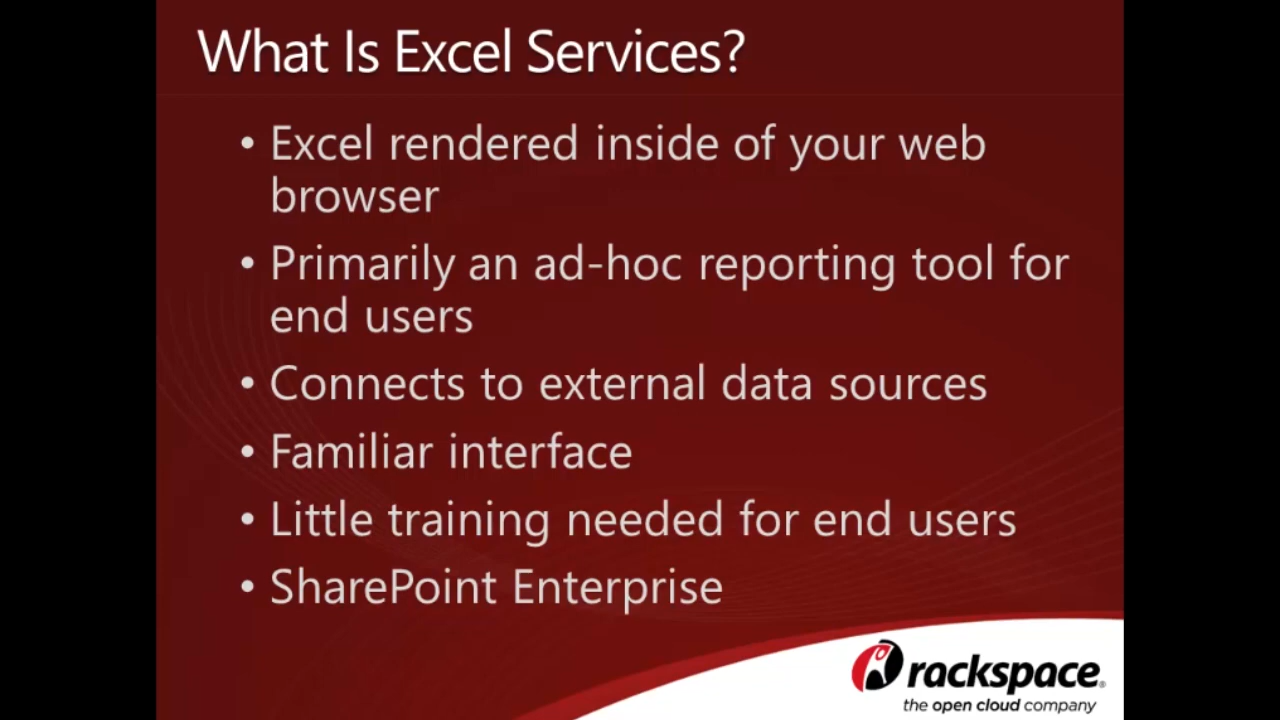 What Is Excel Services?
• Excel rendered inside of your web
browser
• Primarily an ad-hoc reporting tool for
end users
• Connects to external data sources
• Familiar interface
• Little training needed for end users
• SharePoint Enterprise
rackspace®
the open cloud company